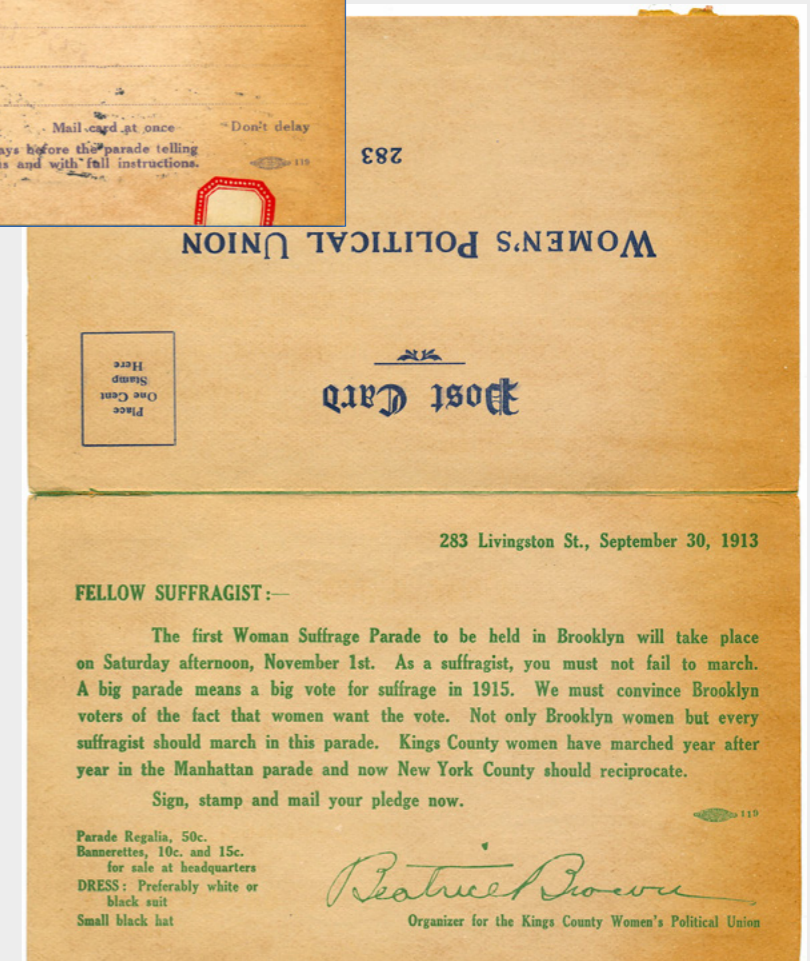 Mail card at once Don't delay
ays before the parade telling
s and with full instructions.
119
Post Card
Place
One Cent
Stamp
Here
WOMEN'S POLITICAL UNION
283
283 Livingston St., September 30, 1913
FELLOW SUFFRAGIST:—
The first Woman Suffrage Parade to be held in Brooklyn will take place
on Saturday afternoon, November 1st. As a suffragist, you must not fail to march.
A big parade means a big vote for suffrage in 1915. We must convince Brooklyn
voters of the fact that women want the vote. Not only Brooklyn women but every
suffragist should march in this parade. Kings County women have marched year after
year in the Manhattan parade and now New York County should reciprocate.
Sign, stamp and mail your pledge now.
119
Parade Regalia, 50c.
Bannerettes, 10c. and 15c.
for sale at headquarters
DRESS: Preferably white or
black suit
Small black hat
Beatrice Brown
Organizer for the Kings County Women's Political Union